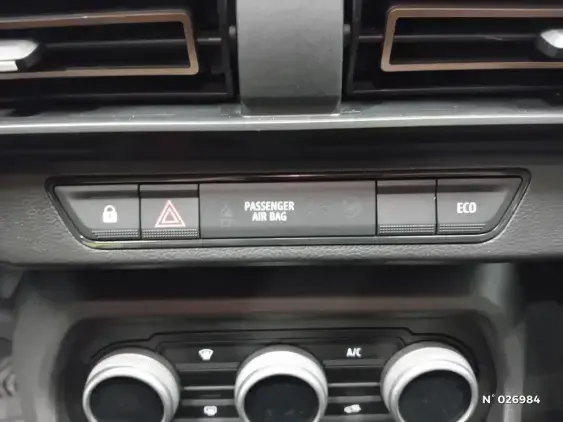 PASSENGER
AIR BAG
ECO
A/C
N° 026984